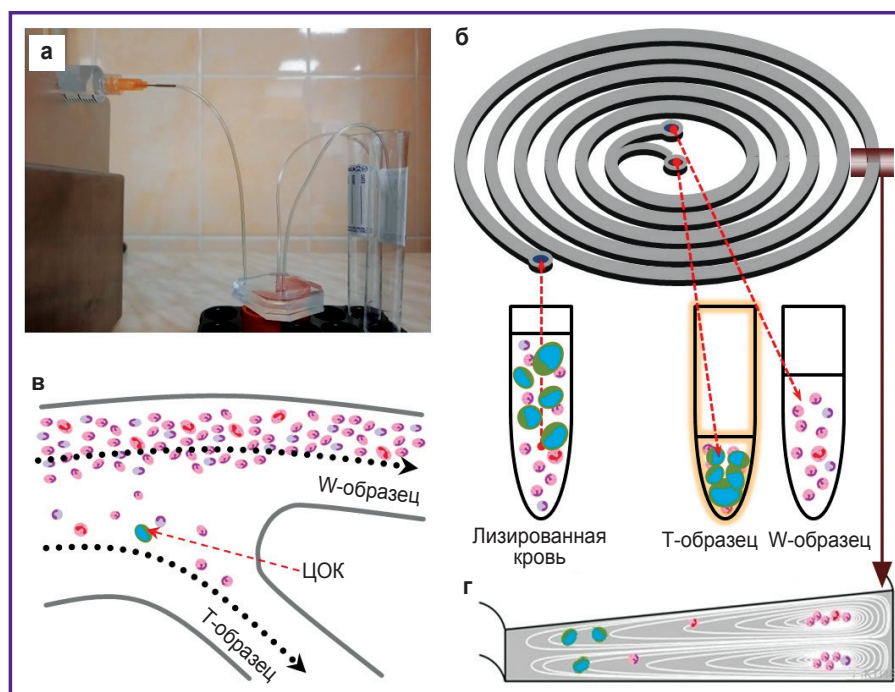 а
б
Лизированная
кровь
Т-образец
W-образец
в
W-образец
ЦОК
Т-образец
г